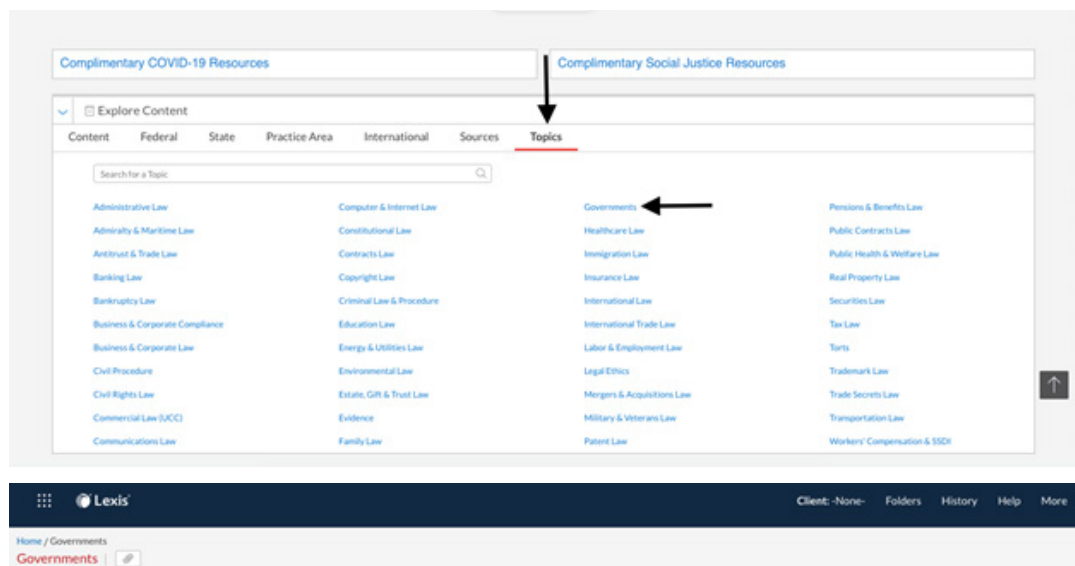 Complimentary COVID-19 Resources Complimentary Social Justice Resources
Explore Content
Content Federal State Practice Area International Sources Topics
Search for a Topic
Administrative Law Computer & Internet Law Governments Pensions & Benefits Law
Admiralty & Maritime Law Constitutional Law Healthcare Law Public Contracts Law
Antitrust & Trade Law Contracts Law Immigration Law Public Health & Welfare Law
Banking Law Copyright Law Insurance Law Real Property Law
Bankruptcy Law Criminal Law & Procedure International Law Securities Law
Business & Corporate Compliance Education Law International Trade Law Tax Law
Business & Corporate Law Energy & Utilities Law Labor & Employment Law Torts
Civil Procedure Environmental Law Legal Ethics Trademark Law
Civil Rights Law Estate, Gift & Trust Law Mergers & Acquisitions Law Trade Secrets Law
Commercial Law (UCC) Evidence Military & Veterans Law Transportation Law
Communications Law Family Law Patent Law Workers' Compensation & SSDI
Lexis Client: -None- Folders History Help More
Home / Governments
Governments